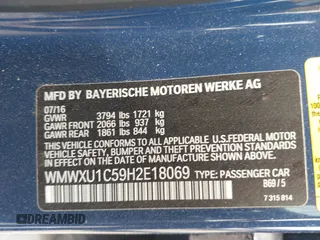 MFD BY BAYERISCHE MOTOREN WERKE AG
07/16
GVWR 3794 lbs 1721 kg
GAWR FRONT 2066 lbs 937 kg
GAWR REAR 1861 lbs 844 kg
THIS VEHICLE CONFORMS TO ALL
APPLICABLE U.S. FEDERAL MOTOR
VEHICLE SAFETY, BUMPER, AND THEFT
PREVENTION STANDARDS IN EFFECT ON
THE DATE OF MANUFACTURE SHOWN ABOVE.
WMWXU1C59H2E18069 TYPE: PASSENGER CAR
B69 / 5
7 315 814
DREAMBID